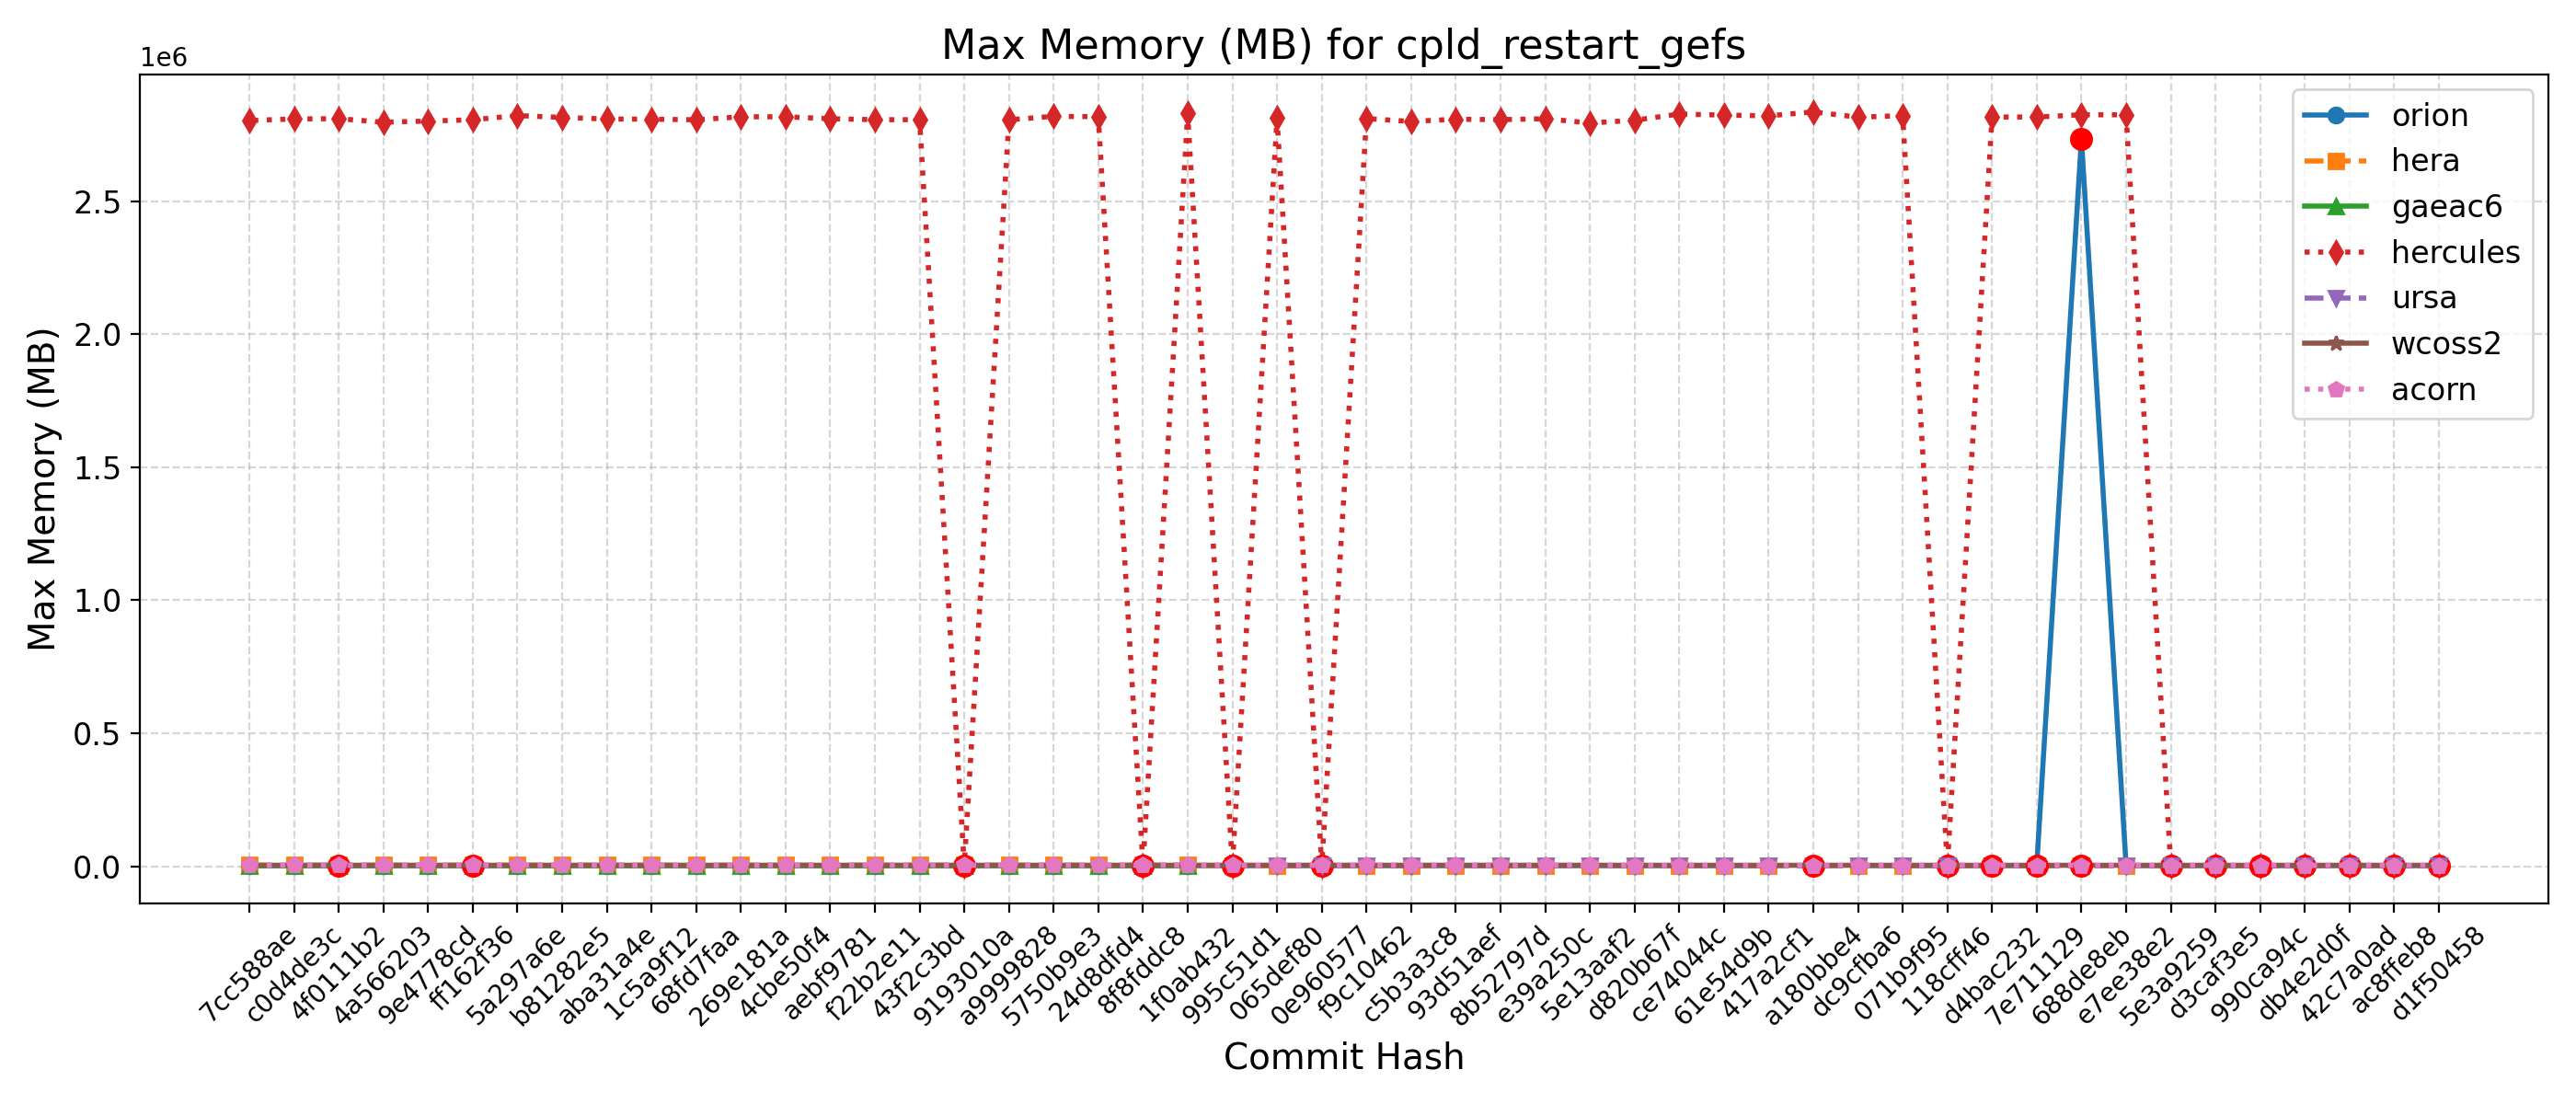 Max Memory (MB) for cpld_restart_gefs
1e6
2.5
2.0
1.5
1.0
0.5
0.0
Max Memory (MB)
orion
hera
gaeac6
hercules
ursa
wcoss2
acorn
7cc588ae
c0d4de3c
4f0111b2
4a566203
9e4778cd
ff162f36
5a297a6e
b81282e5
aba31a4e
1c5a9f12
68fd7faa
269e181a
4cbe50f4
aebf9781
f22b2e11
43f2c3bd
9193010a
a9999828
5750b9e3
24d8dfd4
8f8fddc8
1f0ab432
995c51d1
065def80
0e960577
f9c10462
c5b3a3c8
93d51aef
8b52797d
e39a250c
5e13aaf2
d820b67f
ce74044c
61e54d9b
417a2cf1
a180bbe4
dc9cfba6
071b9f95
118cff46
d4bac232
7e711129
688de8eb
e7ee38e2
5e3a9259
d3caf3e5
990ca94c
db4e2d0f
42c7a0ad
ac8ffeb8
d1f50458
Commit Hash